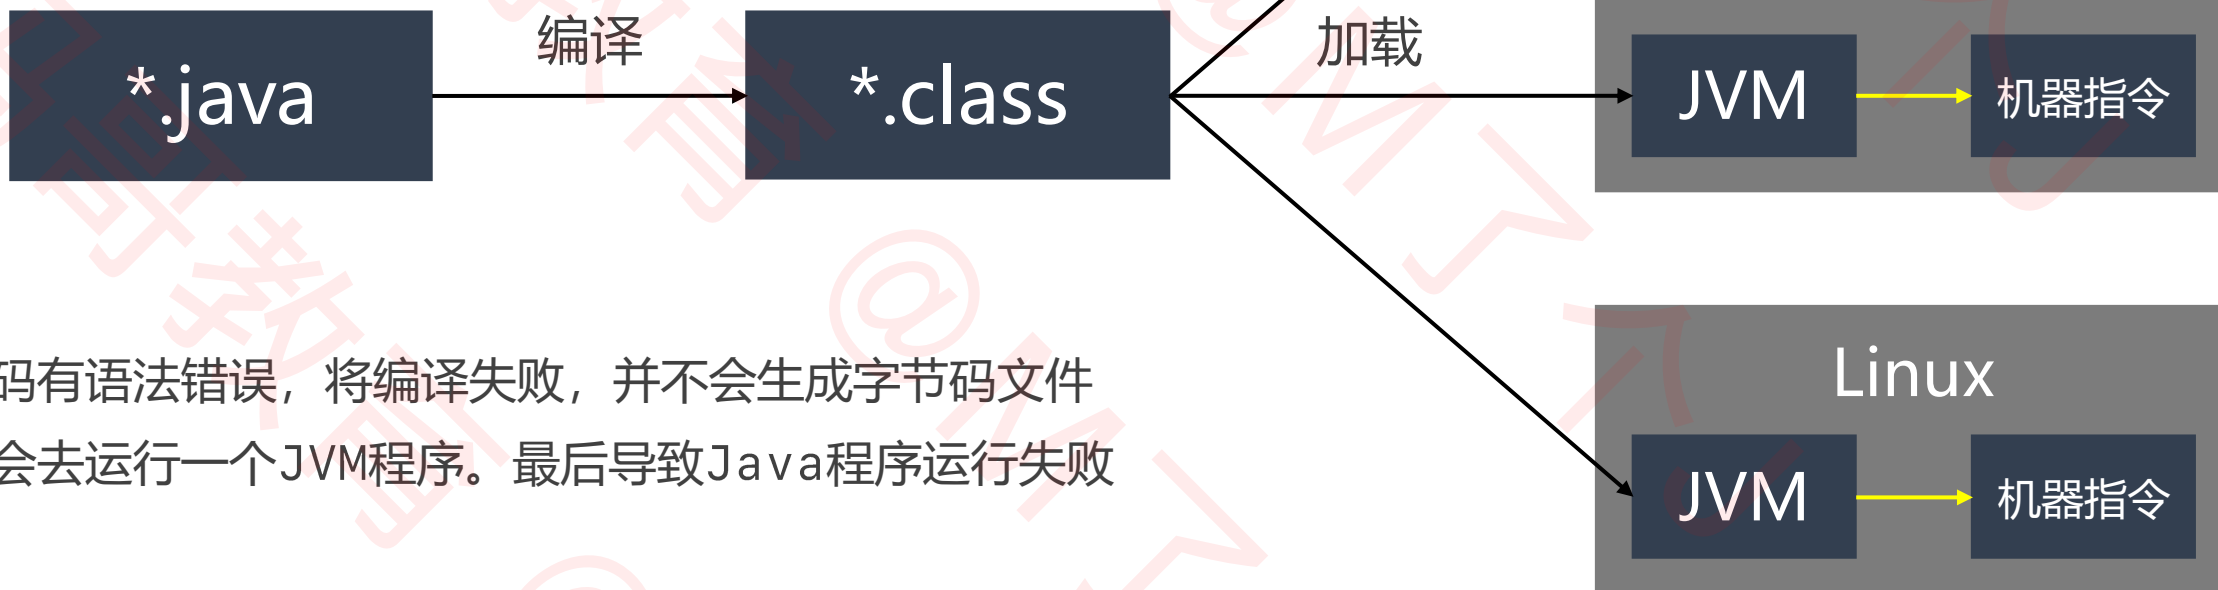 *.java
编译
*.class
加载
JVM
机器指令
码有语法错误，将编译失败，并不会生成字节码文件
会去运行一个JVM程序。最后导致Java程序运行失败
Linux
JVM
机器指令